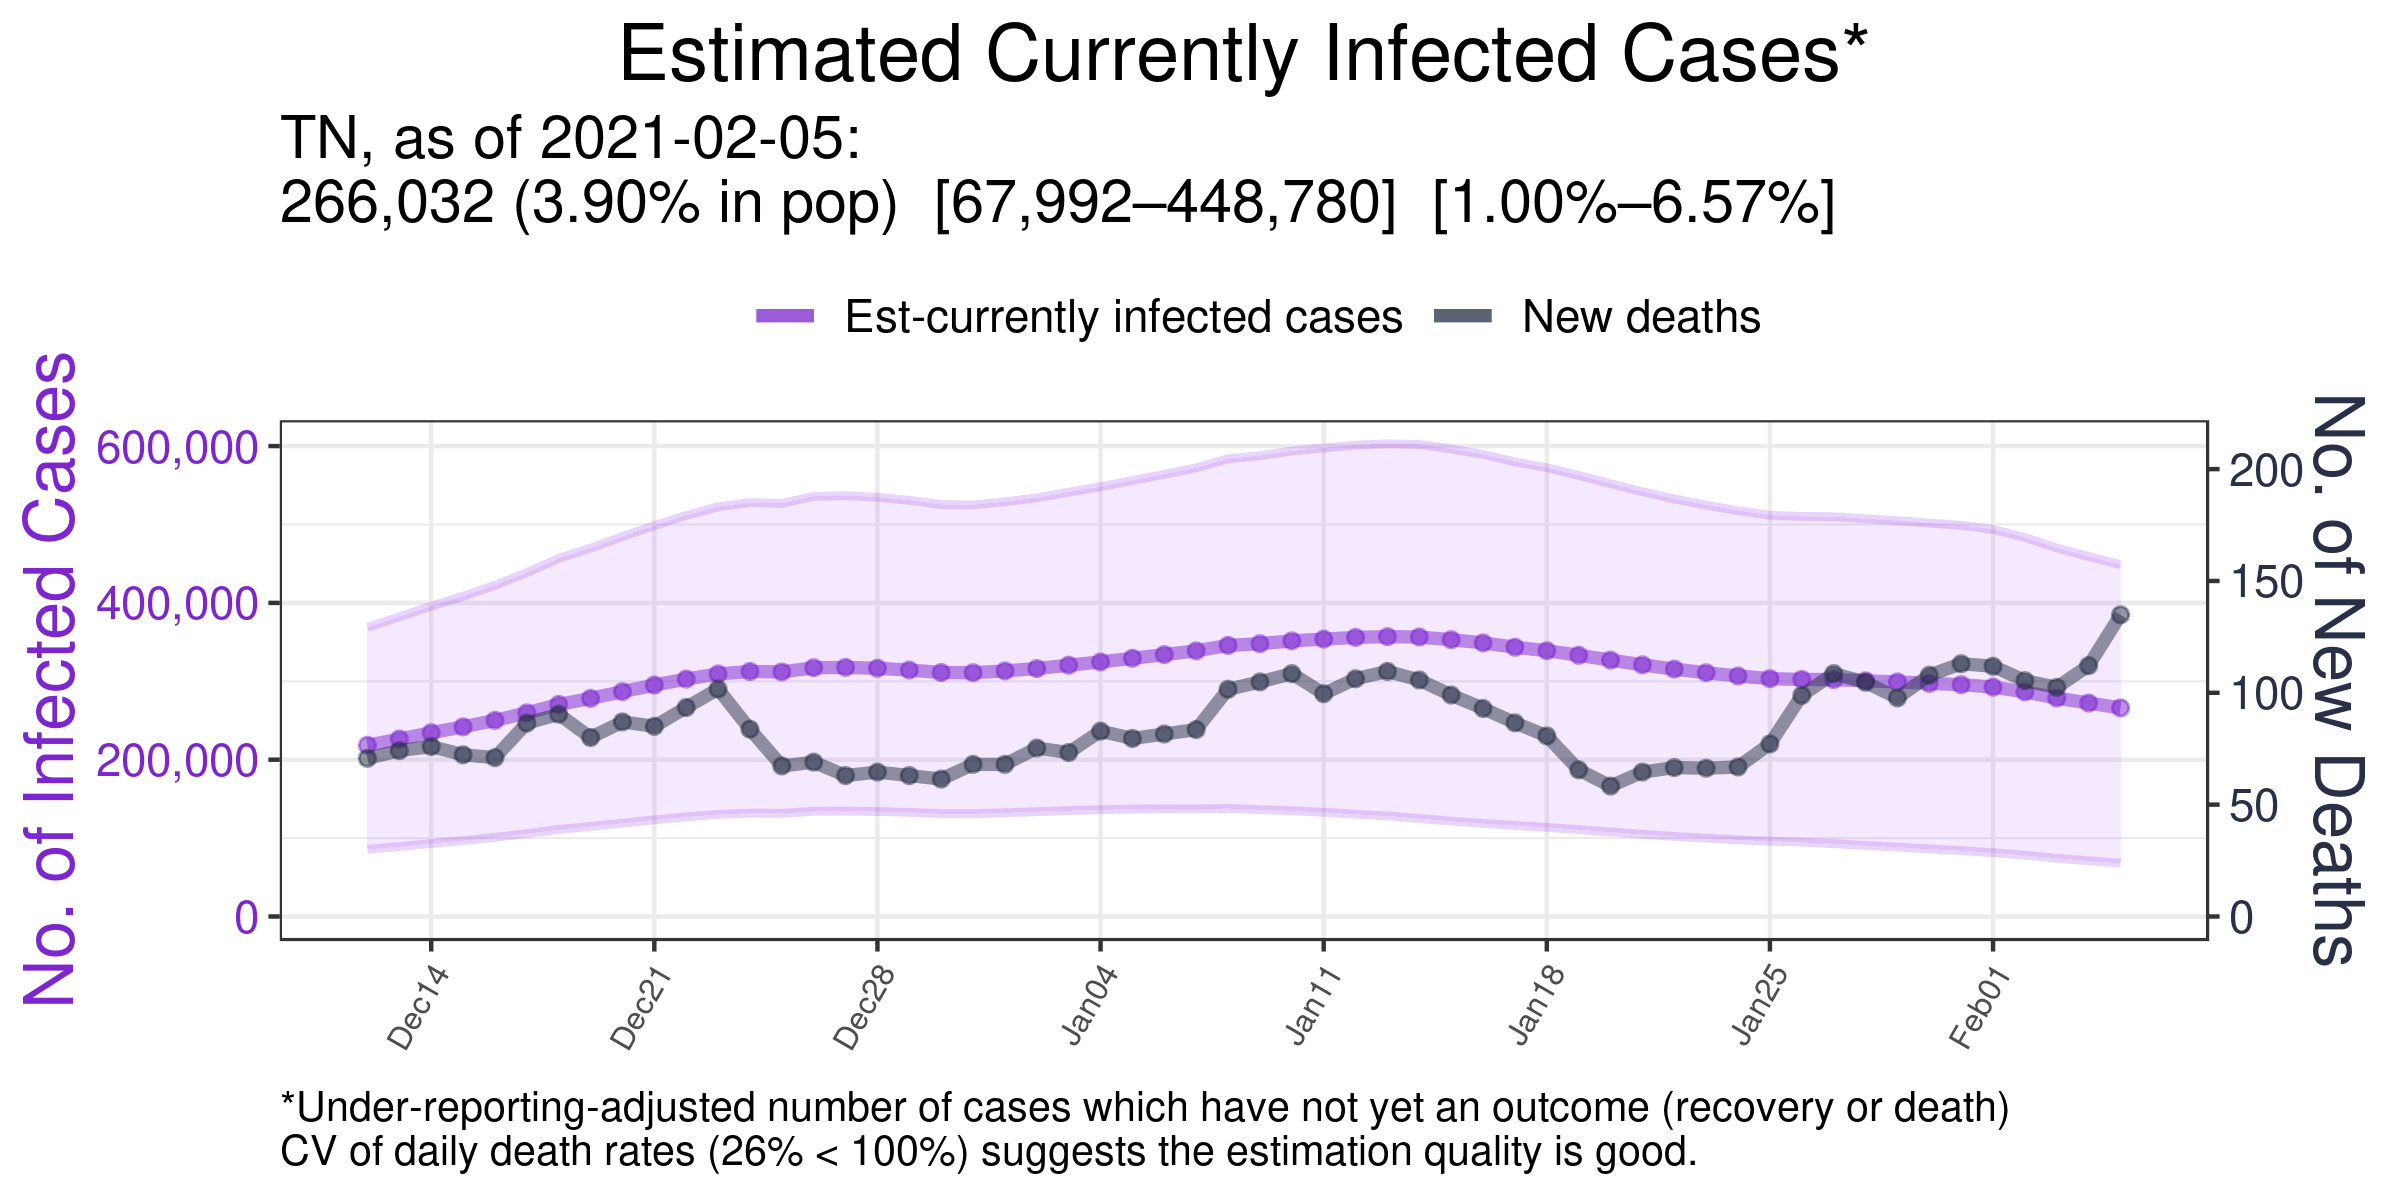 Estimated Currently Infected Cases*
TN, as of 2021-02-05:
266,032 (3.90% in pop)  [67,992–448,780]  [1.00%–6.57%]
Est-currently infected cases
New deaths
No. of Infected Cases
600,000
400,000
200,000
0
200
150
100
50
0
No. of New Deaths
Dec14
Dec21
Dec28
Jan04
Jan11
Jan18
Jan25
Feb01
*Under-reporting-adjusted number of cases which have not yet an outcome (recovery or death)
CV of daily death rates (26% < 100%) suggests the estimation quality is good.